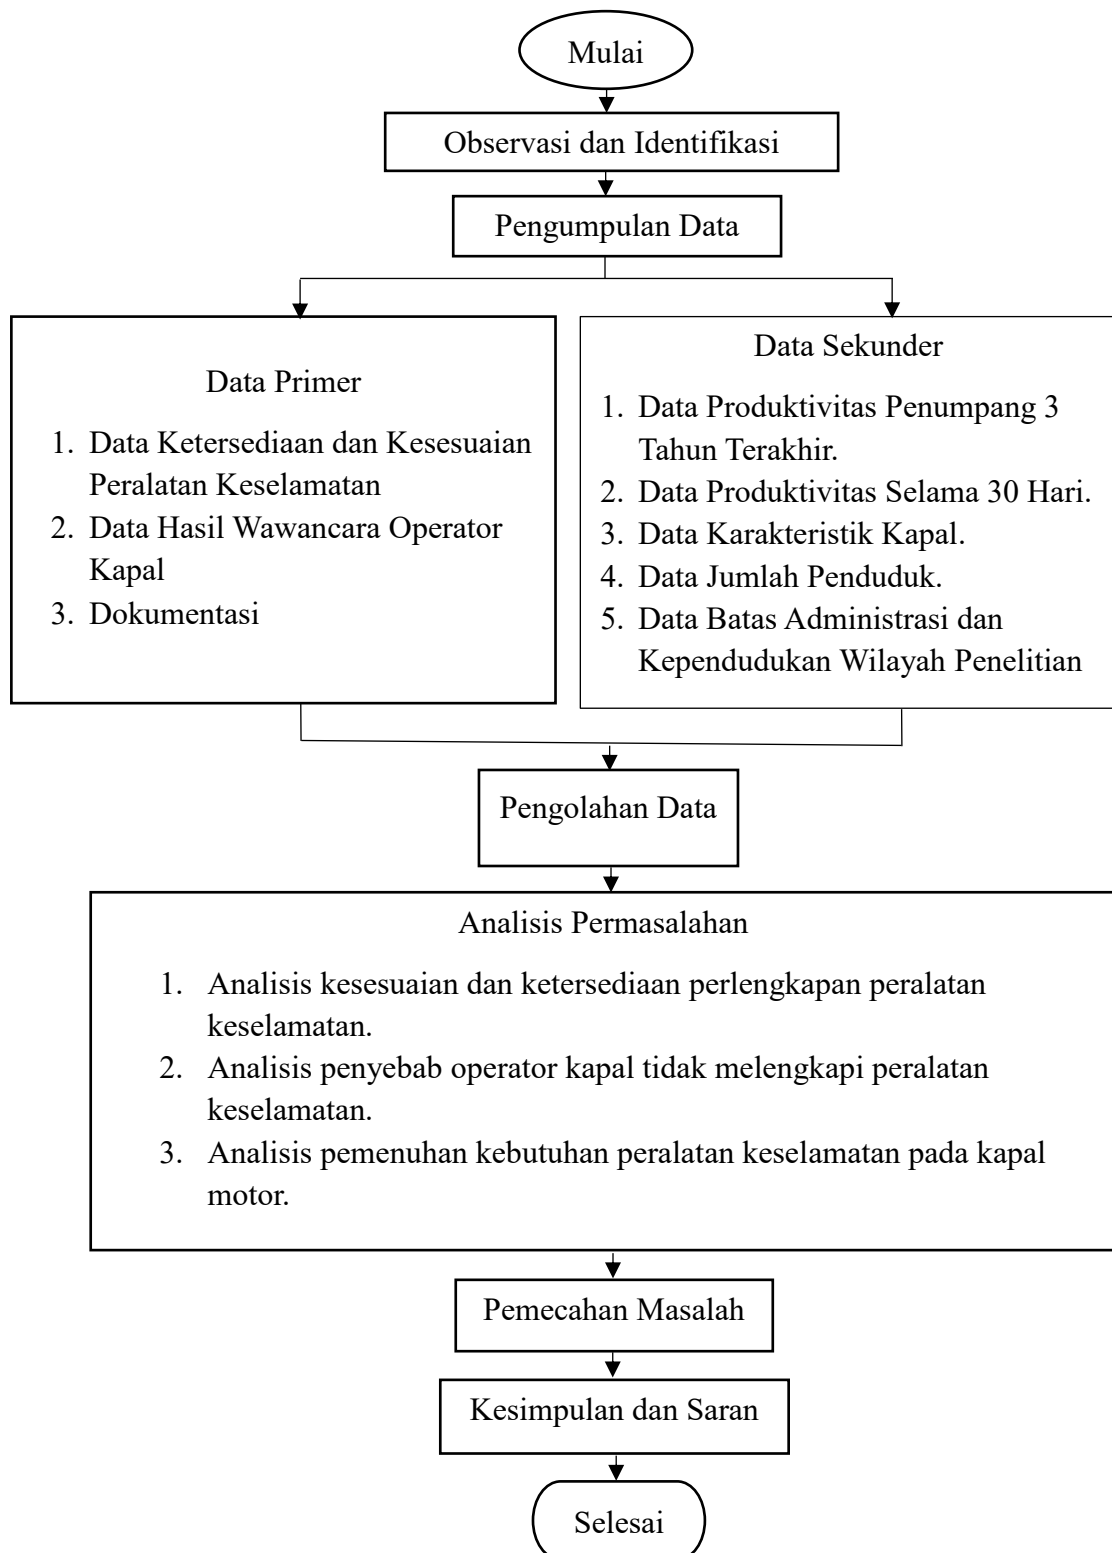 Mulai
Observasi dan Identifikasi
Pengumpulan Data
Data Primer
1. Data Ketersediaan dan Kesesuaian
Peralatan Keselamatan
2. Data Hasil Wawancara Operator
Kapal
3. Dokumentasi
Data Sekunder
1. Data Produktivitas Penumpang 3
Tahun Terakhir.
2. Data Produktivitas Selama 30 Hari.
3. Data Karakteristik Kapal.
4. Data Jumlah Penduduk.
5. Data Batas Administrasi dan
Kependudukan Wilayah Penelitian
Pengolahan Data
Analisis Permasalahan
1. Analisis kesesuaian dan ketersediaan perlengkapan peralatan
keselamatan.
2. Analisis penyebab operator kapal tidak melengkapi peralatan
keselamatan.
3. Analisis pemenuhan kebutuhan peralatan keselamatan pada kapal
motor.
Pemecahan Masalah
Kesimpulan dan Saran
Selesai